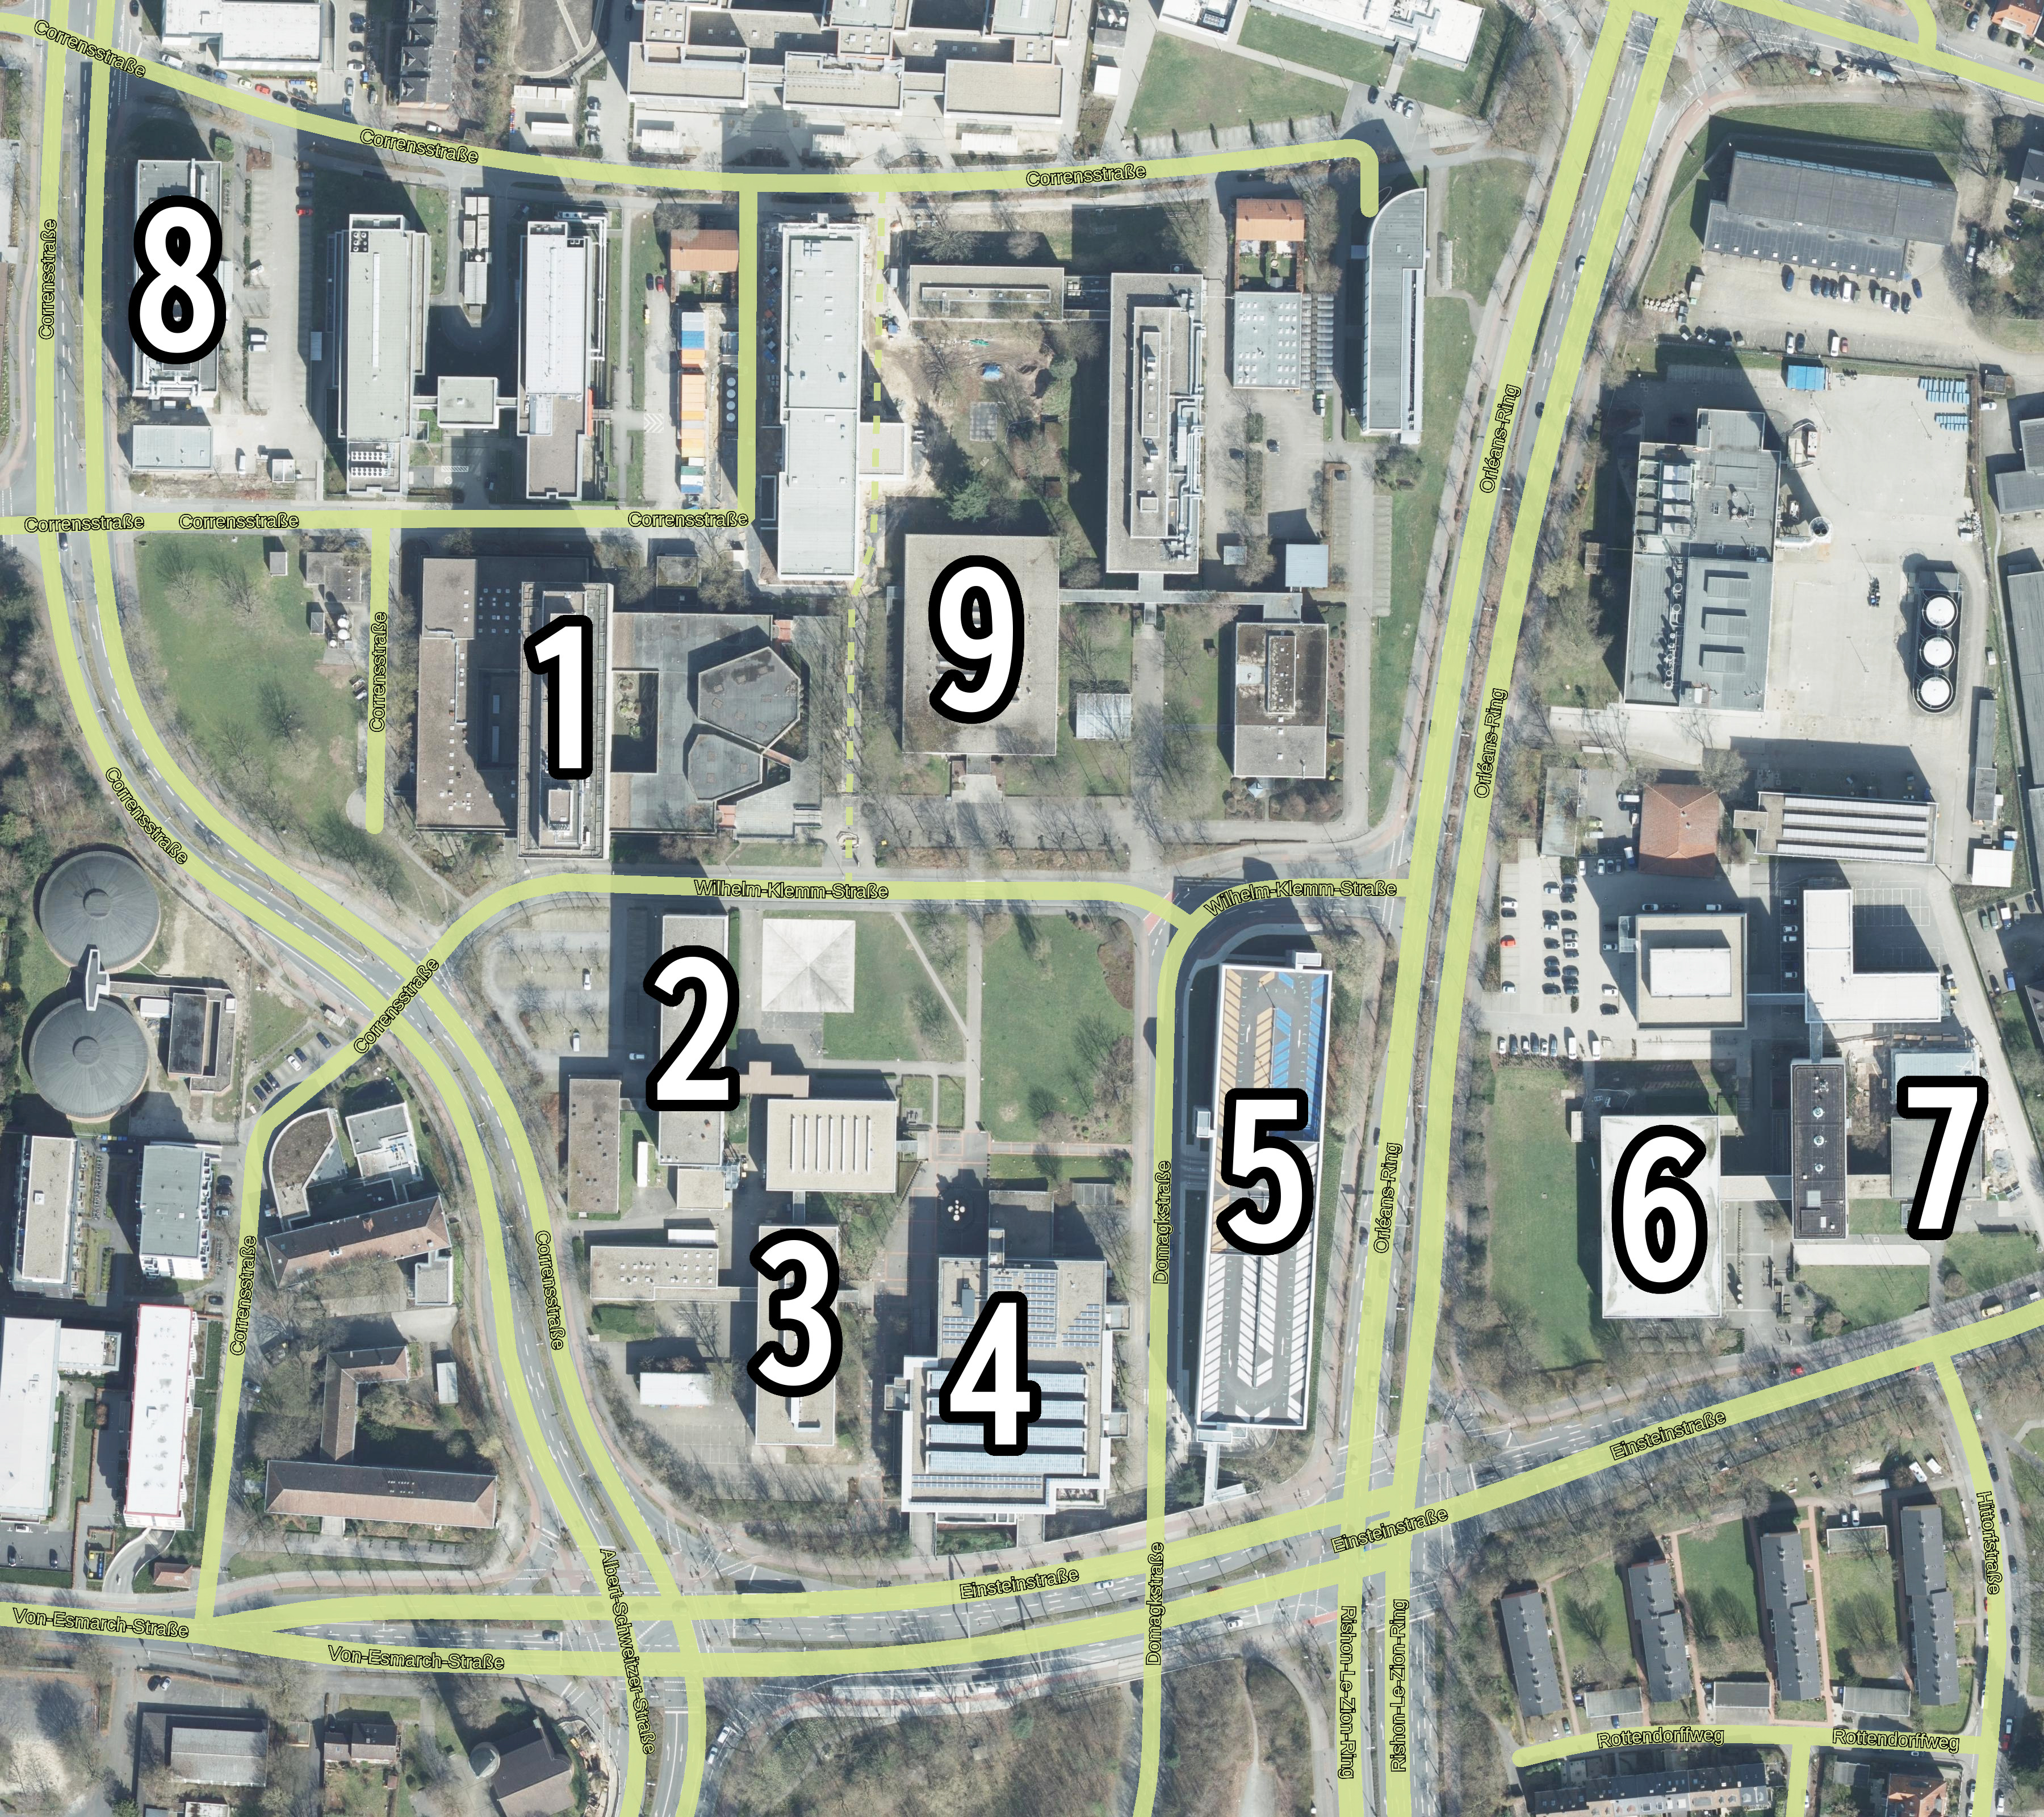 Corrensstraße
Corrensstraße
Corrensstraße
8
Corrensstraße
Orléans-Ring
Corrensstraße
Corrensstraße
Corrensstraße
Corrensstraße
1
9
Orléans-Ring
Corrensstraße
Wilhelm-Klemm-Straße
Wilhelm-Klemm-Straße
Corrensstraße
2
5
6
7
Corrensstraße
Corrensstraße
3
4
Domagkstraße
Orléans-Ring
Einsteinstraße
Einsteinstraße
Hittorfstraße
Von-Esmarch-Straße
Von-Esmarch-Straße
Albert-Schweitzer-Straße
Einsteinstraße
Domagkstraße
Rishon-Le-Zion-Ring
Rishon-Le-Zion-Ring
Rottendorffweg
Rottendorffweg